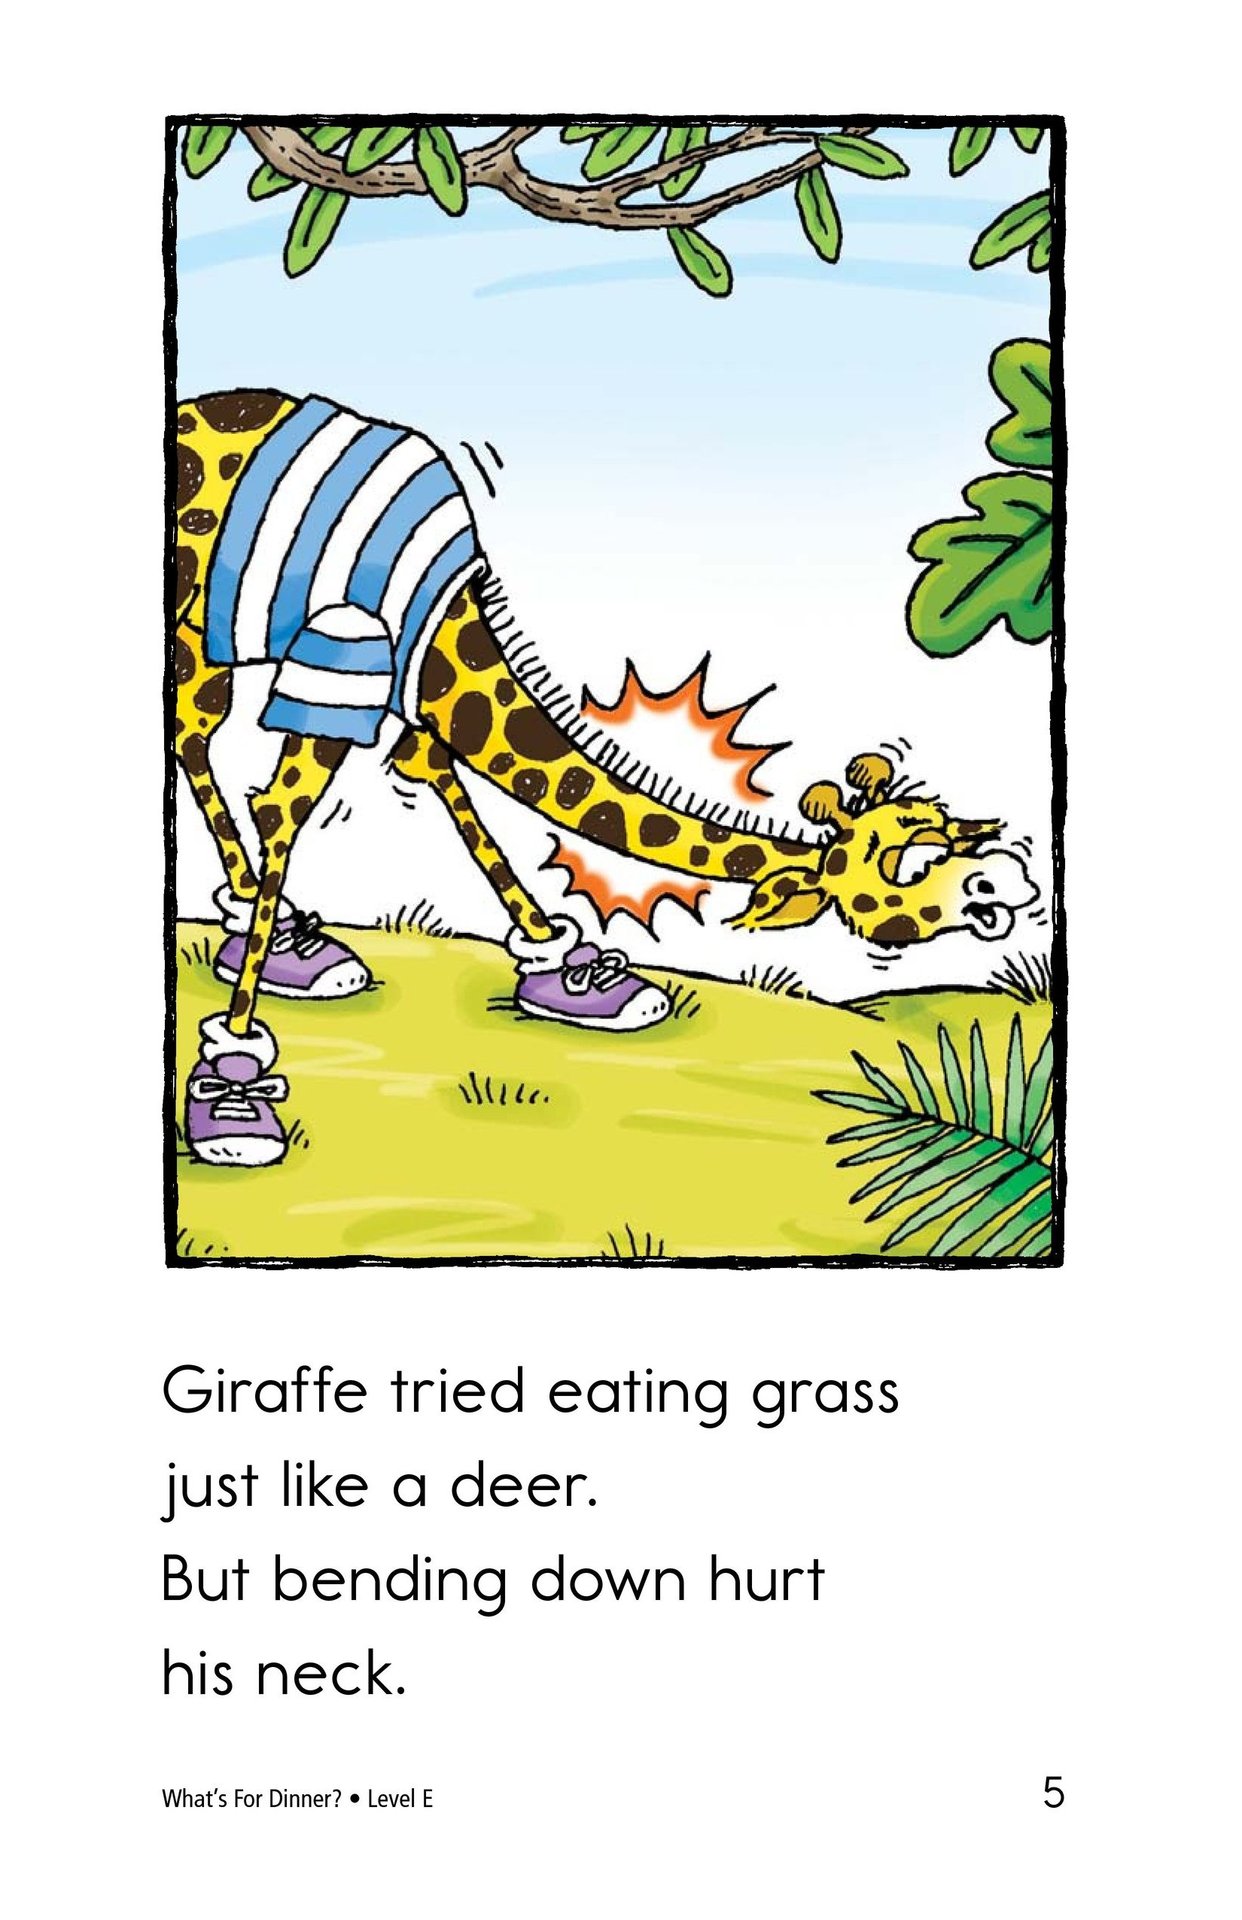 Giraffe tried eating grass
just like a deer.
But bending down hurt
his neck.
What's For Dinner? • Level E
5